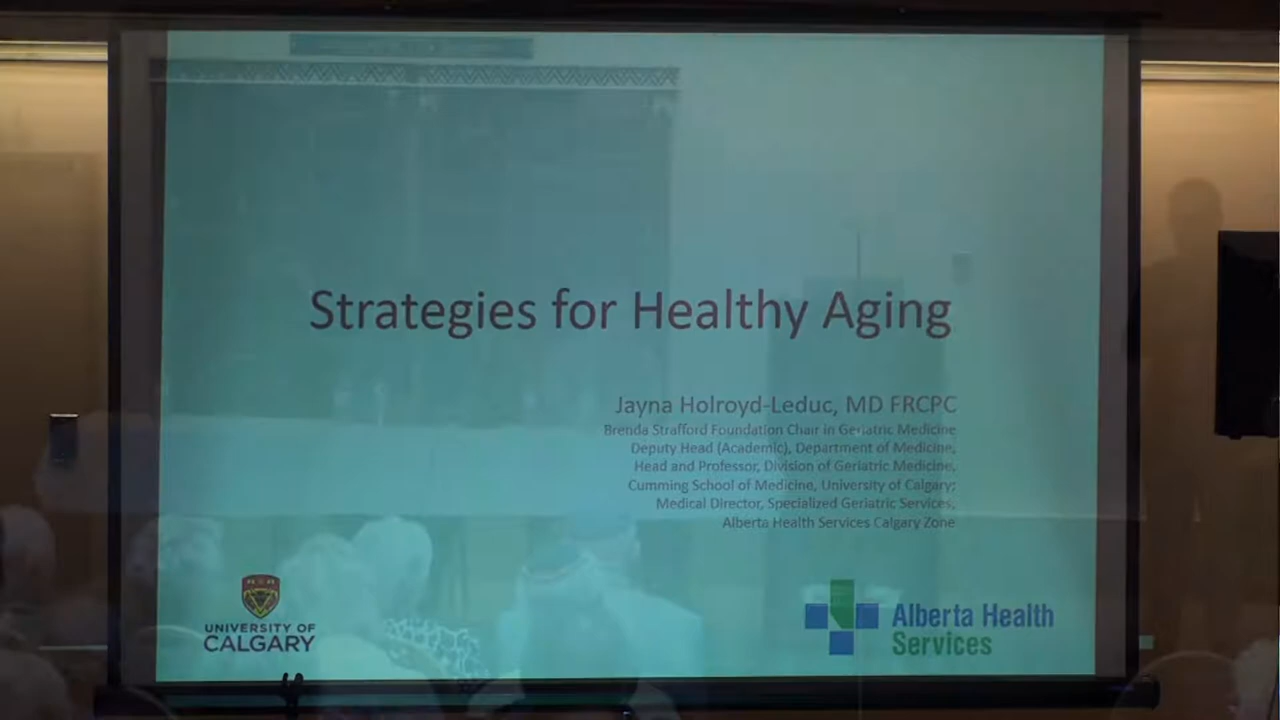 Strategies for Healthy Aging
Jayna Holroyd-Leduc, MD FRCPC
Brenda Strafford Foundation Chair in Geriatric Medicine
Deputy Head (Academic), Department of Medicine,
Head and Professor, Division of Geriatric Medicine,
Cumming School of Medicine, University of Calgary;
Medical Director, Specialized Geriatric Services,
Alberta Health Services Calgary Zone
UNIVERSITY OF
CALGARY
Alberta Health
Services